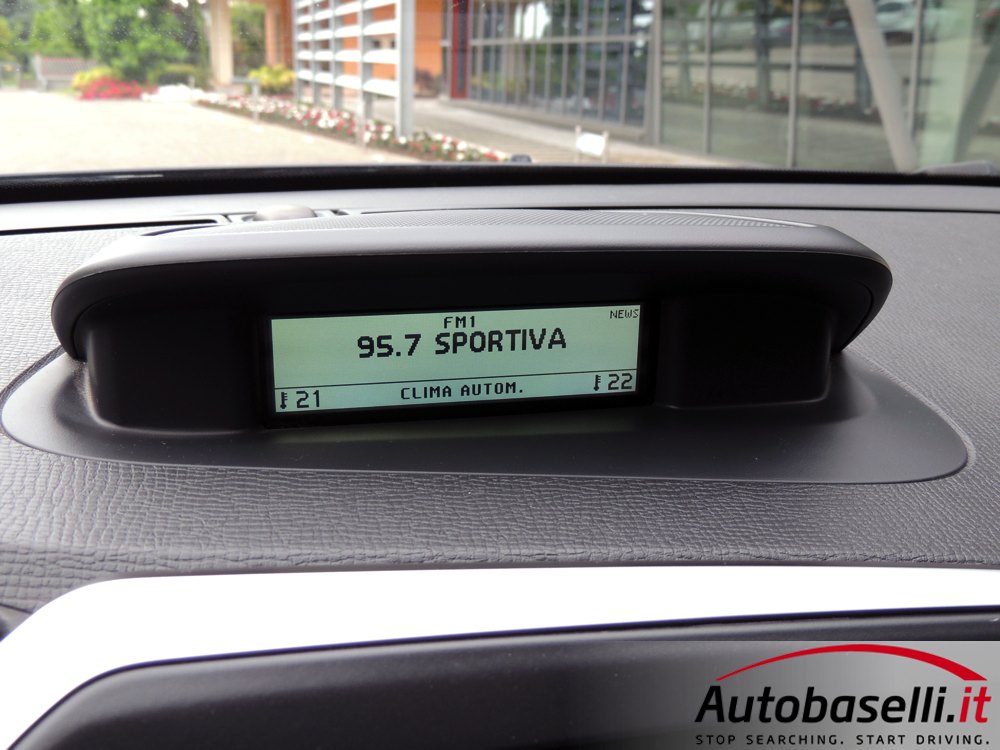 FM1
NEWS
95.7 SPORTIVA
21 CLIMA AUTOM. 22
Autobaselli.it
STOP SEARCHING. START DRIVING.